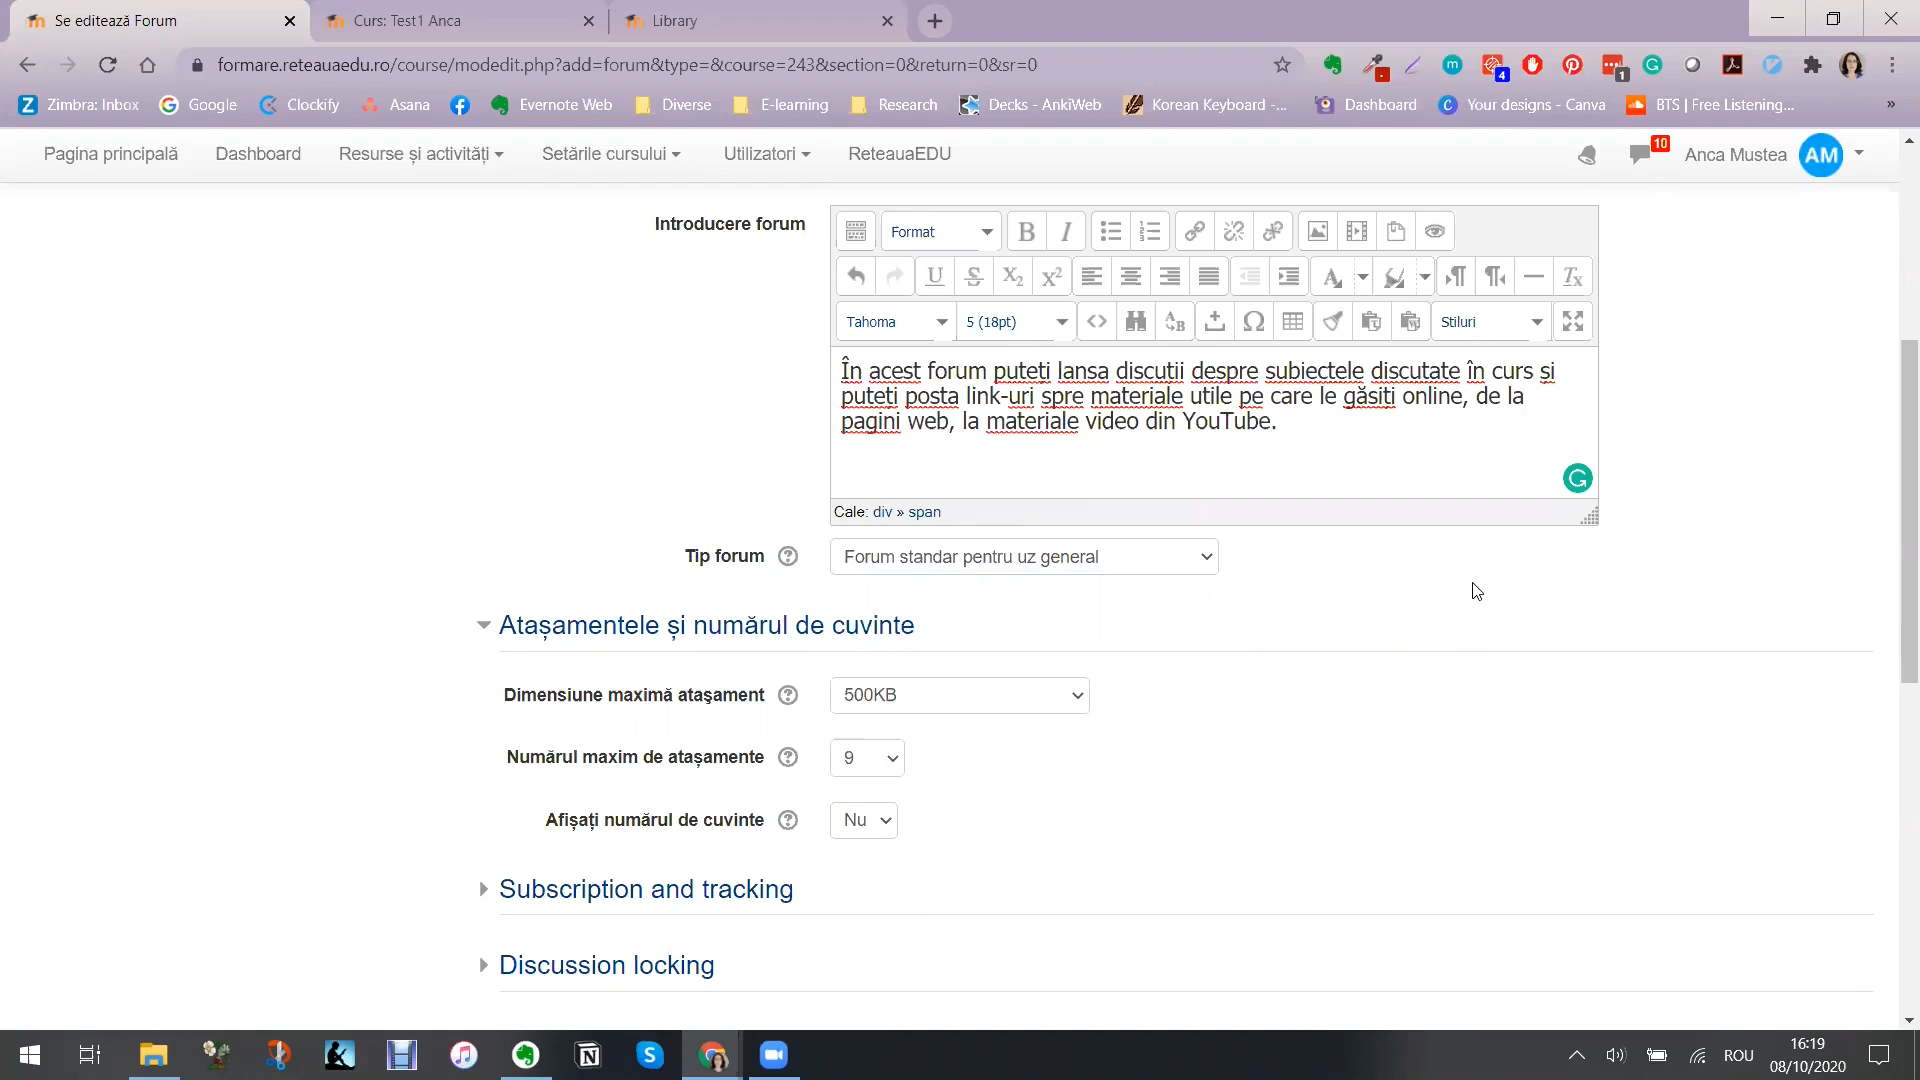 Se editează Forum
Curs: Test1 Anca
Library
formare.reteauaedu.ro/course/modedit.php?add=forum&type=&course=243&section=0&return=0&sr=0
4
1
Zimbra: Inbox
Google
Clockify
Asana
Evernote Web
Diverse
E-learning
Research
Decks - AnkiWeb
Korean Keyboard -...
Dashboard
Your designs - Canva
BTS | Free Listening...
»
Pagina principală
Dashboard
Resurse și activități
Setările cursului
Utilizatori
ReteauaEDU
10
Anca Mustea
AM
Introducere forum
Format
Tahoma
5 (18pt)
Stiluri
În acest forum puteți lansa discuții despre subiectele discutate în curs și
puteți posta link-uri spre materiale utile pe care le găsiți online, de la
pagini web, la materiale video din YouTube.
Cale: div » span
Tip forum
Forum standar pentru uz general
Atașamentele și numărul de cuvinte
Dimensiune maximă ataşament
500KB
Numărul maxim de atașamente
9
Afișați numărul de cuvinte
Nu
Subscription and tracking
Discussion locking
ROU
16:19
08/10/2020